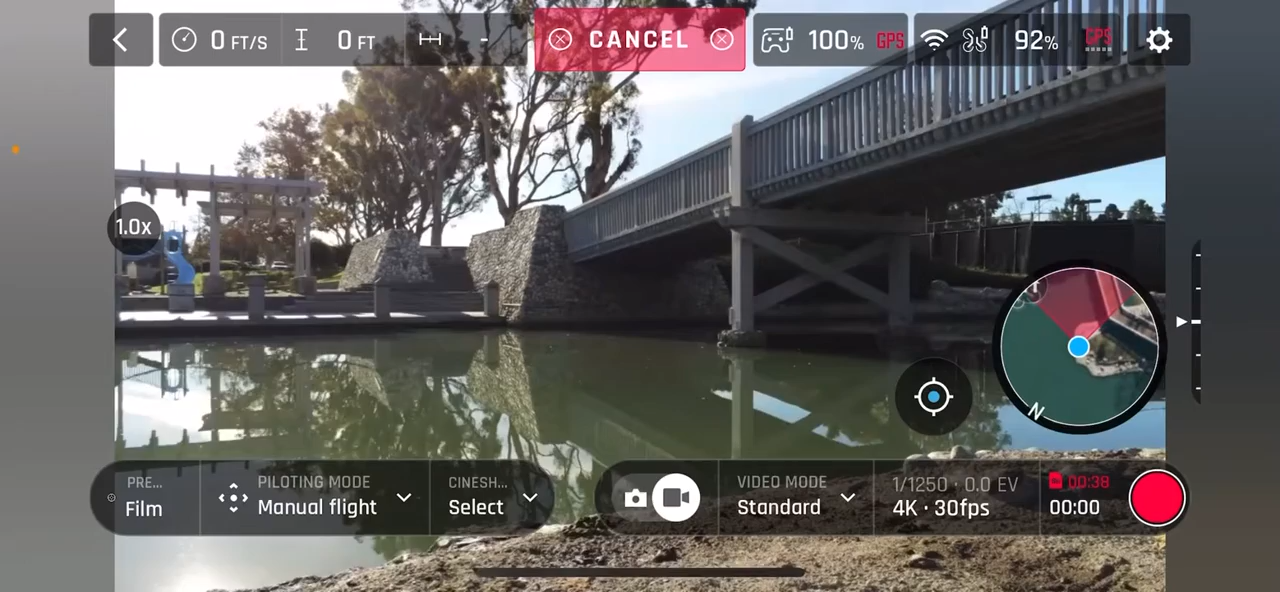 0 FT/S
0 FT
-
CANCEL
100% GPS
92% GPS
1.0x
N
PRE...
Film
PILOTING MODE
Manual flight
CINESH...
Select
VIDEO MODE
Standard
1/1250 · 0.0 EV
4K · 30fps
00:38
00:00